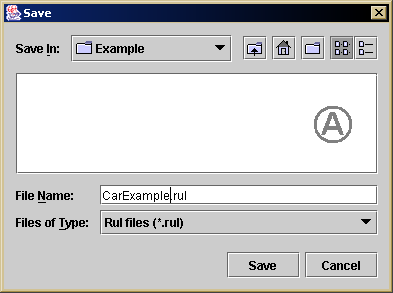 Save
Save In: Example
A
File Name: CarExample.rul
Files of Type: Rul files (*.rul)
Save Cancel